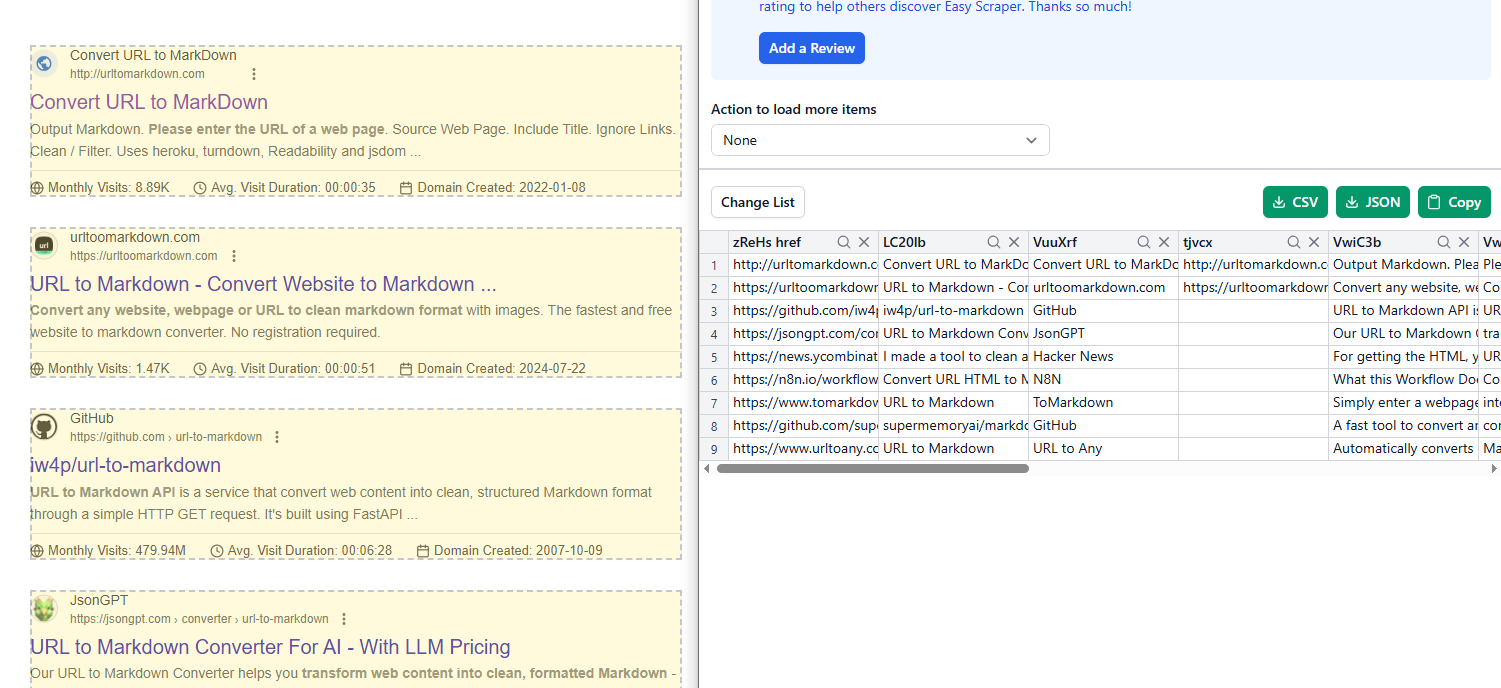 Convert URL to MarkDown
http://urltomarkdown.com
Convert URL to MarkDown
Output Markdown. Please enter the URL of a web page. Source Web Page. Include Title. Ignore Links.
Clean / Filter. Uses heroku, turndown, Readability and jsdom ...
Monthly Visits: 8.89K Avg. Visit Duration: 00:00:35 Domain Created: 2022-01-08
url
urltoomarkdown.com
https://urltoomarkdown.com
URL to Markdown - Convert Website to Markdown ...
Convert any website, webpage or URL to clean markdown format with images. The fastest and free
website to markdown converter. No registration required.
Monthly Visits: 1.47K Avg. Visit Duration: 00:00:51 Domain Created: 2024-07-22
GitHub
https://github.com › url-to-markdown
iw4p/url-to-markdown
URL to Markdown API is a service that convert web content into clean, structured Markdown format
through a simple HTTP GET request. It's built using FastAPI ...
Monthly Visits: 479.94M Avg. Visit Duration: 00:06:28 Domain Created: 2007-10-09
JsonGPT
https://jsongpt.com › converter › url-to-markdown
URL to Markdown Converter For AI - With LLM Pricing
Our URL to Markdown Converter helps you transform web content into clean, formatted Markdown -
rating to help others discover Easy Scraper. Thanks so much!
Add a Review
Action to load more items
None
Change List CSV JSON Copy
zReHs href LC20lb VuuXrf tjvcx VwiC3b Vw
1 http://urltomarkdown.c Convert URL to MarkDo Convert URL to MarkDo http://urltomarkdown.c Output Markdown. Plea Ple
2 https://urltoomarkdown URL to Markdown - Con urltoomarkdown.com https://urltoomarkdown Convert any website, we Co
3 https://github.com/iw4p iw4p/url-to-markdown GitHub URL to Markdown API is UR
4 https://jsongpt.com/con URL to Markdown Conv JsonGPT Our URL to Markdown C tra
5 https://news.ycombinat I made a tool to clean a Hacker News For getting the HTML, y UR
6 https://n8n.io/workflow Convert URL HTML to M N8N What this Workflow Doe Co
7 https://www.tomarkdow URL to Markdown ToMarkdown Simply enter a webpage inte
8 https://github.com/supe supermemoryai/markdo GitHub A fast tool to convert an con
9 https://www.urltoany.co URL to Markdown URL to Any Automatically converts Ma